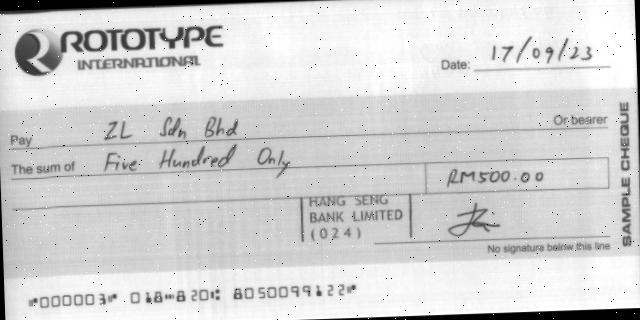 ROTOTYPE
INTERNATIONAL
Date: 17/09/23
Pay ZL Sdn Bhd Or bearer
The sum of Five Hundred Only
RM500.00
HANG SENG
BANK LIMITED
(024)
No signature below this line
SAMPLE CHEQUE
⑈000003⑈ 018⑉820⑆ 8050099122⑈